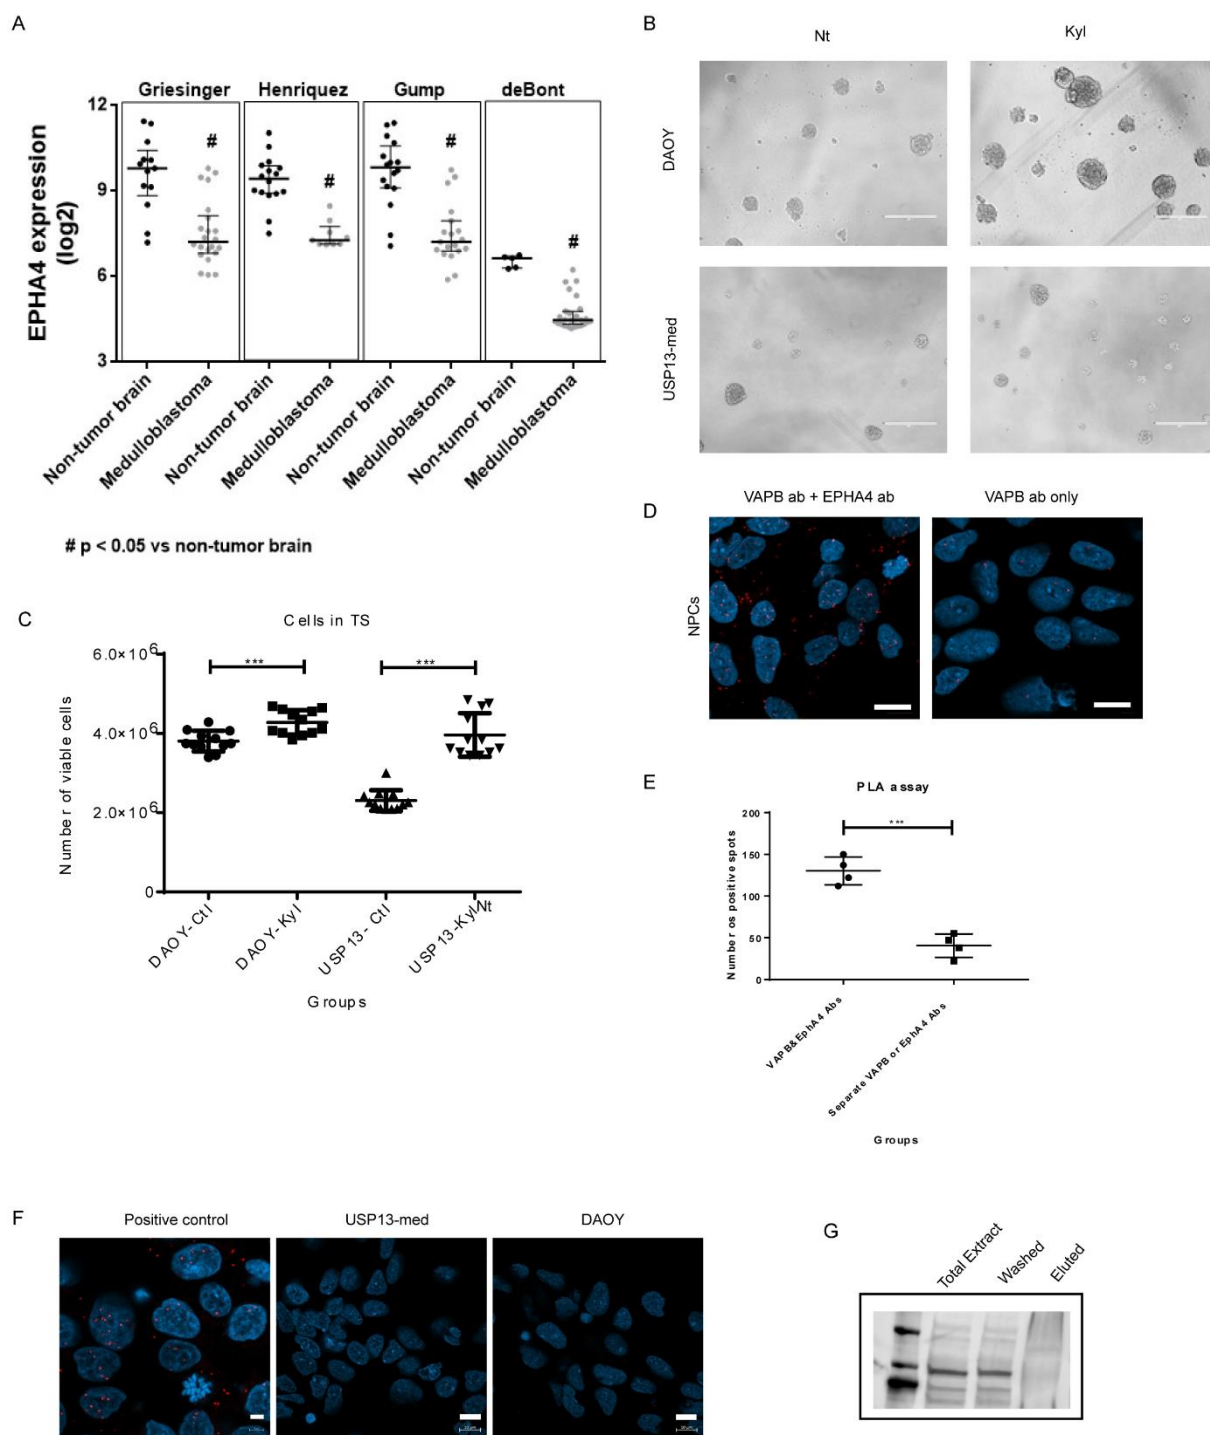 A
Griesinger
Henriquez
Gump
deBont
EPHA4 expression
(log2)
12
9
6
3
#
#
#
#
Non-tumor brain
Medulloblastoma
Non-tumor brain
Medulloblastoma
Non-tumor brain
Medulloblastoma
Non-tumor brain
Medulloblastoma
# p < 0.05 vs non-tumor brain
B
Nt
Kyl
DAOY
USP13-med
C
Cells in TS
Number of viable cells
6.0×10⁶
4.0×10⁶
2.0×10⁶
0
***
***
DAOY-Ctl
DAOY-Kyl
USP13-Ctl
USP13-Kyl
Nt
Groups
D
VAPB ab + EPHA4 ab
VAPB ab only
NPCs
E
PLA assay
Number os positive spots
200
150
100
50
0
***
VAPB&EphA4 Abs
Separate VAPB or EphA4 Abs
Groups
F
Positive control
USP13-med
DAOY
G
Total Extract
Washed
Eluted